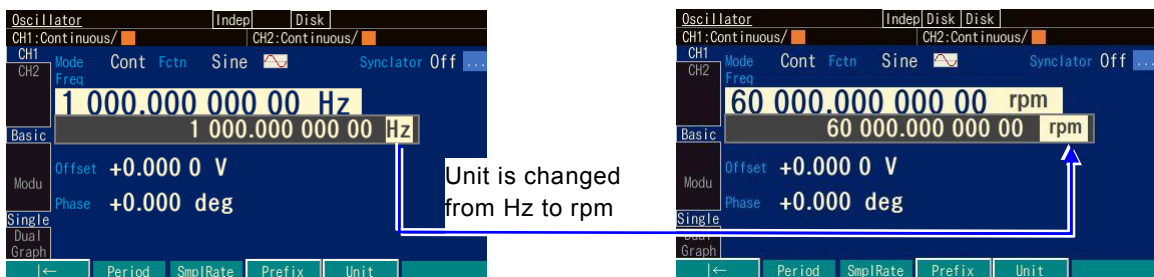 Oscillator Indep Disk
CH1:Continuous/ CH2:Continuous/
CH1 Mode Cont Fctn Sine Synclator Off ...
CH2 Freq
1 000.000 000 00 Hz
1 000.000 000 00 Hz
Basic
Offset +0.000 0 V
Modu
Phase +0.000 deg
Single
Dual
Graph
|← Period SmplRate Prefix Unit
Unit is changed
from Hz to rpm
Oscillator Indep Disk Disk
CH1:Continuous/ CH2:Continuous/
CH1 Mode Cont Fctn Sine Synclator Off ...
CH2 Freq
60 000.000 000 00 rpm
60 000.000 000 00 rpm
Basic
Offset +0.000 0 V
Modu
Phase +0.000 deg
Single
Graph
|← Period SmplRate Prefix Unit